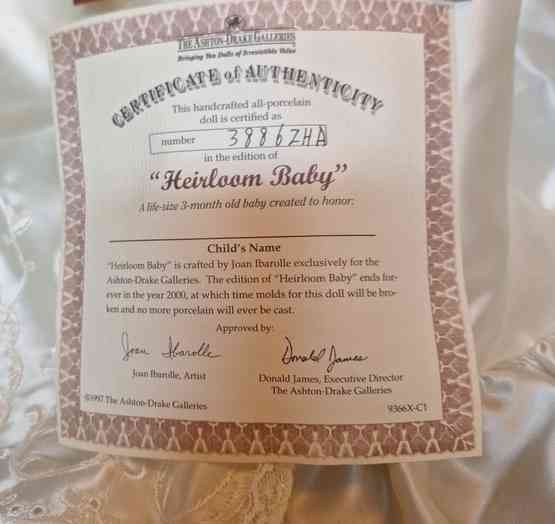 THE ASHTON-DRAKE GALLERIES
Bringing You Dolls of Irresistible Value
CERTIFICATE of AUTHENTICITY
This handcrafted all-porcelain
doll is certified as
number 3886ZHA
in the edition of
“Heirloom Baby”
A life-size 3-month old baby created to honor:
Child's Name
“Heirloom Baby” is crafted by Joan Ibarolle exclusively for the
Ashton-Drake Galleries. The edition of “Heirloom Baby” ends for-
ever in the year 2000, at which time molds for this doll will be bro-
ken and no more porcelain will ever be cast.
Approved by:
Joan Ibarolle Donald James
Joan Ibarolle, Artist Donald James, Executive Director
The Ashton-Drake Galleries
©1997 The Ashton-Drake Galleries 9366X-C1